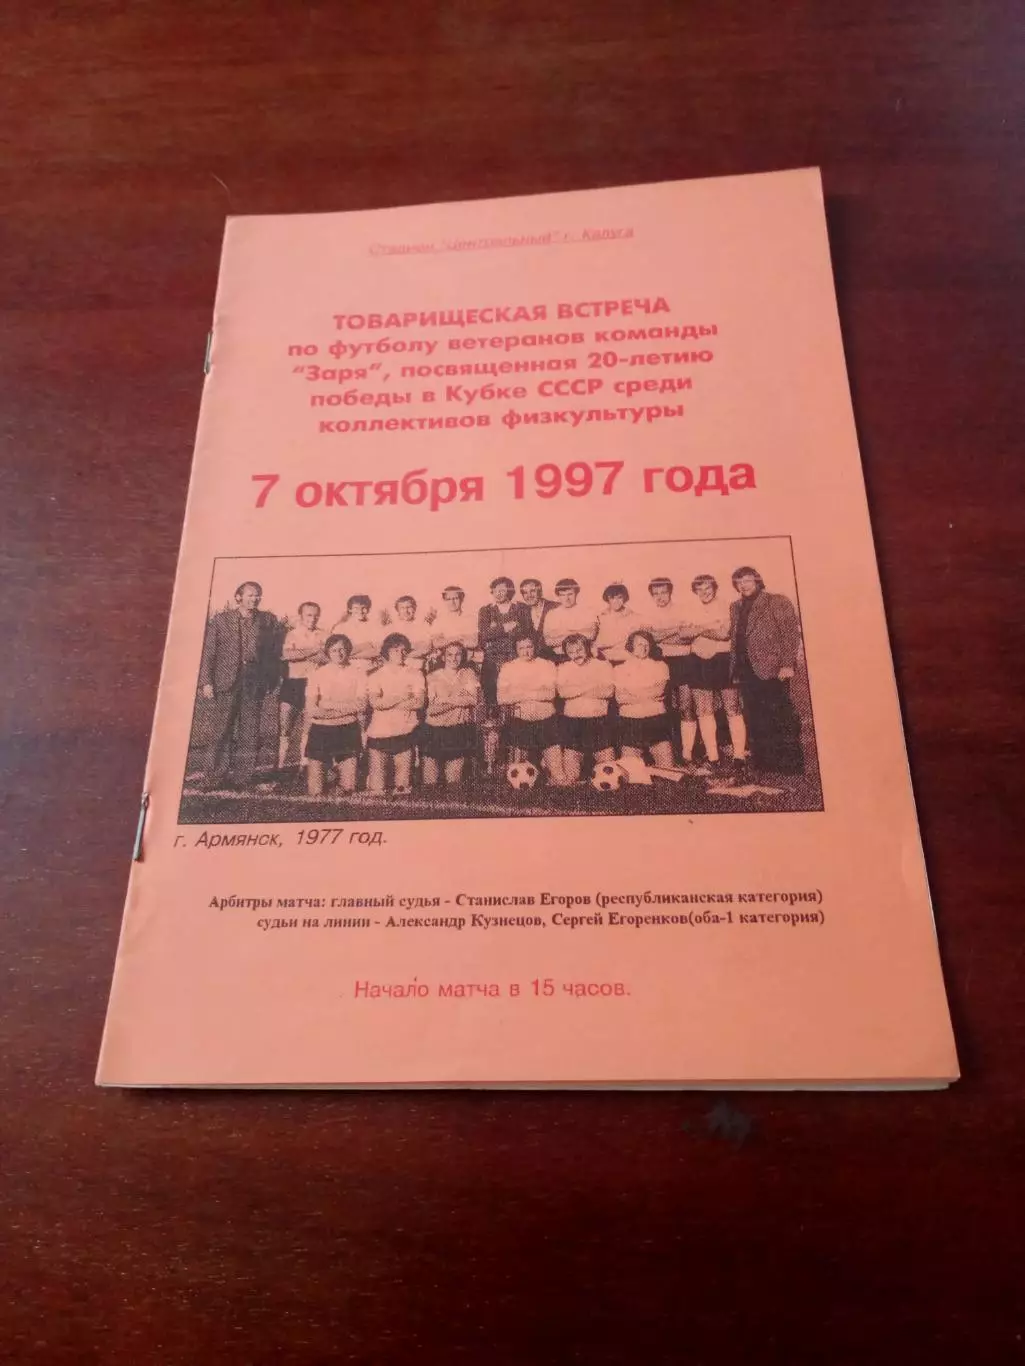 Стадион "Центральный" г. Калуга
ТОВАРИЩЕСКАЯ ВСТРЕЧА
по футболу ветеранов команды
"Заря", посвященная 20-летию
победы в Кубке СССР среди
коллективов физкультуры
7 октября 1997 года
г. Армянск, 1977 год.
Арбитры матча: главный судья - Станислав Егоров (республиканская категория)
судьи на линии - Александр Кузнецов, Сергей Егоренков(оба-1 категория)
Начало матча в 15 часов.